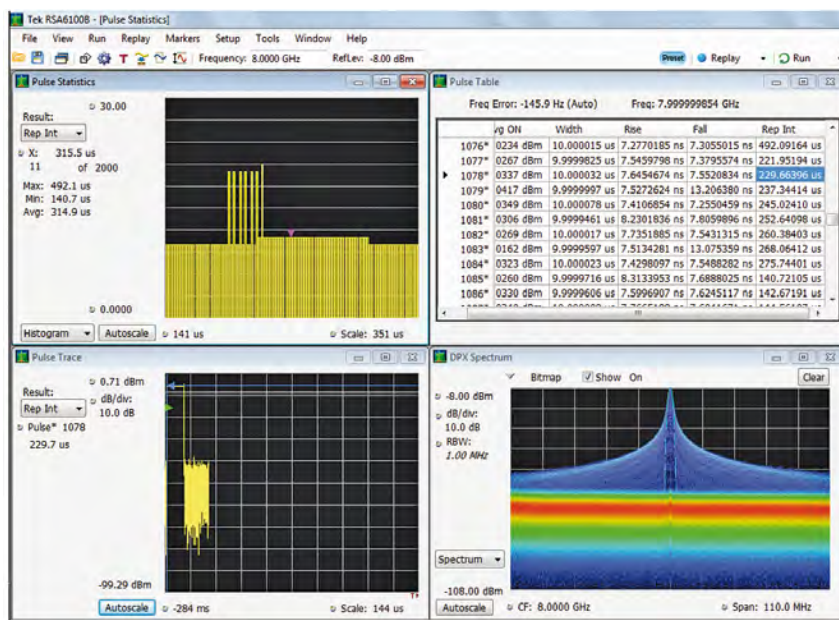 Tek RSA6100B - [Pulse Statistics]
File View Run Replay Markers Setup Tools Window Help
T Frequency: 8.0000 GHz RefLev: -8.00 dBm Preset Replay Run
Pulse Statistics
30.00
Result:
Rep Int
X: 315.5 us
11 of 2000
Max: 492.1 us
Min: 140.7 us
Avg: 314.9 us
0.0000
Histogram Autoscale 141 us Scale: 351 us
Pulse Table
Freq Error: -145.9 Hz (Auto) Freq: 7.999999854 GHz
vg ON Width Rise Fall Rep Int
1076* 0234 dBm 10.000015 us 7.2770185 ns 7.3055015 ns 492.09164 us
1077* 0267 dBm 9.9999825 us 7.5459798 ns 7.3795574 ns 221.95194 us
1078* 0337 dBm 10.000032 us 7.6454674 ns 7.5520834 ns 229.66396 us
1079* 0417 dBm 9.9999997 us 7.5272624 ns 13.206380 ns 237.34414 us
1080* 0349 dBm 10.000078 us 7.4106854 ns 7.2550459 ns 245.02410 us
1081* 0306 dBm 9.9999461 us 8.2301836 ns 7.8059896 ns 252.64098 us
1082* 0269 dBm 10.000017 us 7.7351885 ns 7.5431315 ns 260.38403 us
1083* 0162 dBm 9.9999597 us 7.5134281 ns 13.075359 ns 268.06412 us
1084* 0323 dBm 10.000023 us 7.4298097 ns 7.5488282 ns 275.74401 us
1085* 0260 dBm 9.9999716 us 8.3133953 ns 7.6888025 ns 140.72105 us
1086* 0330 dBm 9.9999606 us 7.5996907 ns 7.6245117 ns 142.67191 us
Pulse Trace
0.71 dBm
Result:
Rep Int
dB/div:
10.0 dB
Pulse* 1078
229.7 us
-99.29 dBm
Autoscale -284 ms Scale: 144 us
DPX Spectrum
Bitmap Show On Clear
-8.00 dBm
dB/div:
10.0 dB
RBW:
1.00 MHz
Spectrum
-108.00 dBm
Autoscale CF: 8.0000 GHz Span: 110.0 MHz